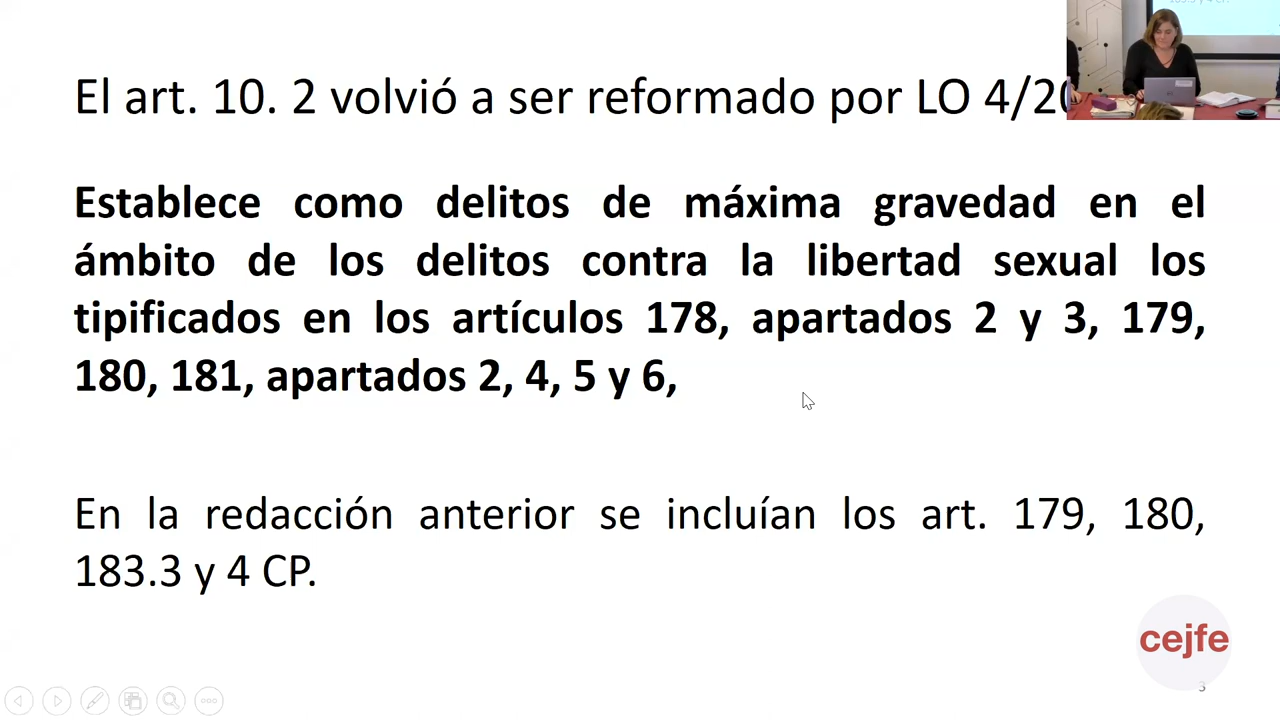 El art. 10. 2 volvió a ser reformado por LO 4/20
Establece como delitos de máxima gravedad en el
ámbito de los delitos contra la libertad sexual los
tipificados en los artículos 178, apartados 2 y 3, 179,
180, 181, apartados 2, 4, 5 y 6,
En la redacción anterior se incluían los art. 179, 180,
183.3 y 4 CP.
cejfe
3